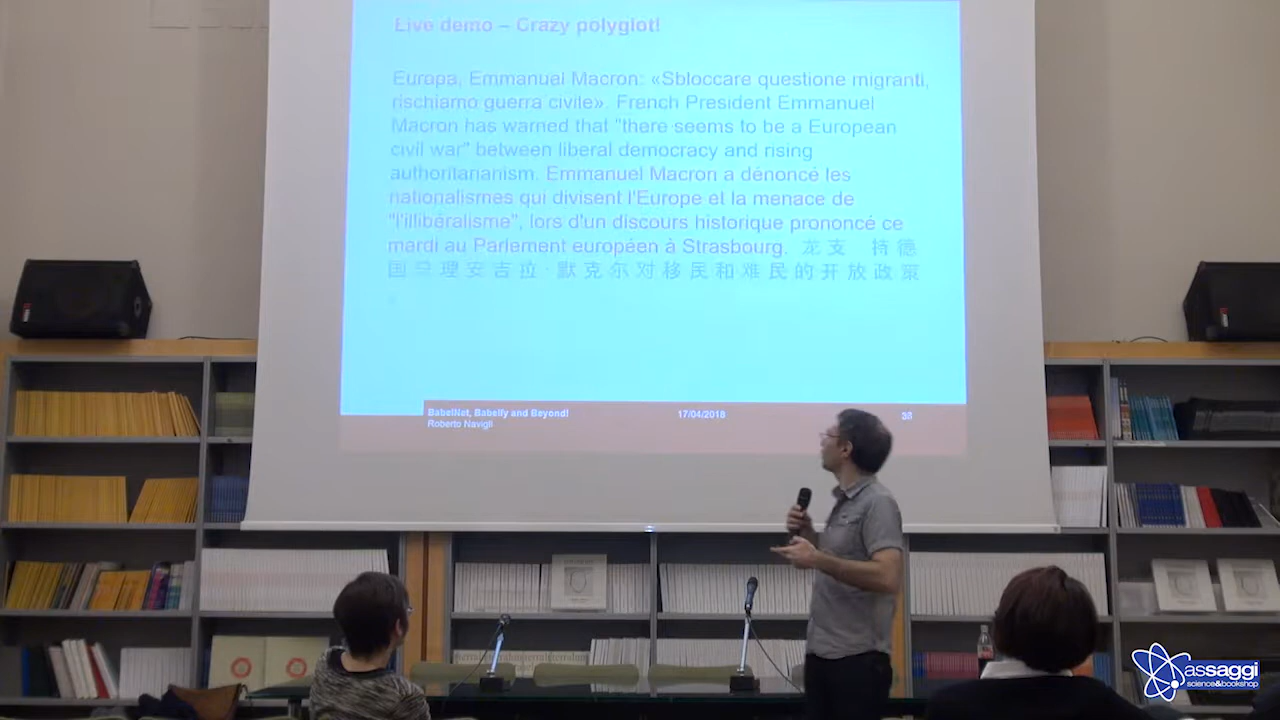 Live demo – Crazy polyglot!
Europa, Emmanuel Macron: «Sbloccare questione migranti,
rischiamo guerra civile». French President Emmanuel
Macron has warned that "there seems to be a European
civil war" between liberal democracy and rising
authoritarianism. Emmanuel Macron a dénoncé les
nationalismes qui divisent l'Europe et la menace de
"l'illibéralisme", lors d'un discours historique prononcé ce
mardi au Parlement européen à Strasbourg. 龙支 持德
国总理安吉拉·默克尔对移民和难民的开放政策
BabelNet, Babelfy and Beyond!
Roberto Navigli
17/04/2018
assaggi
science&bookshop